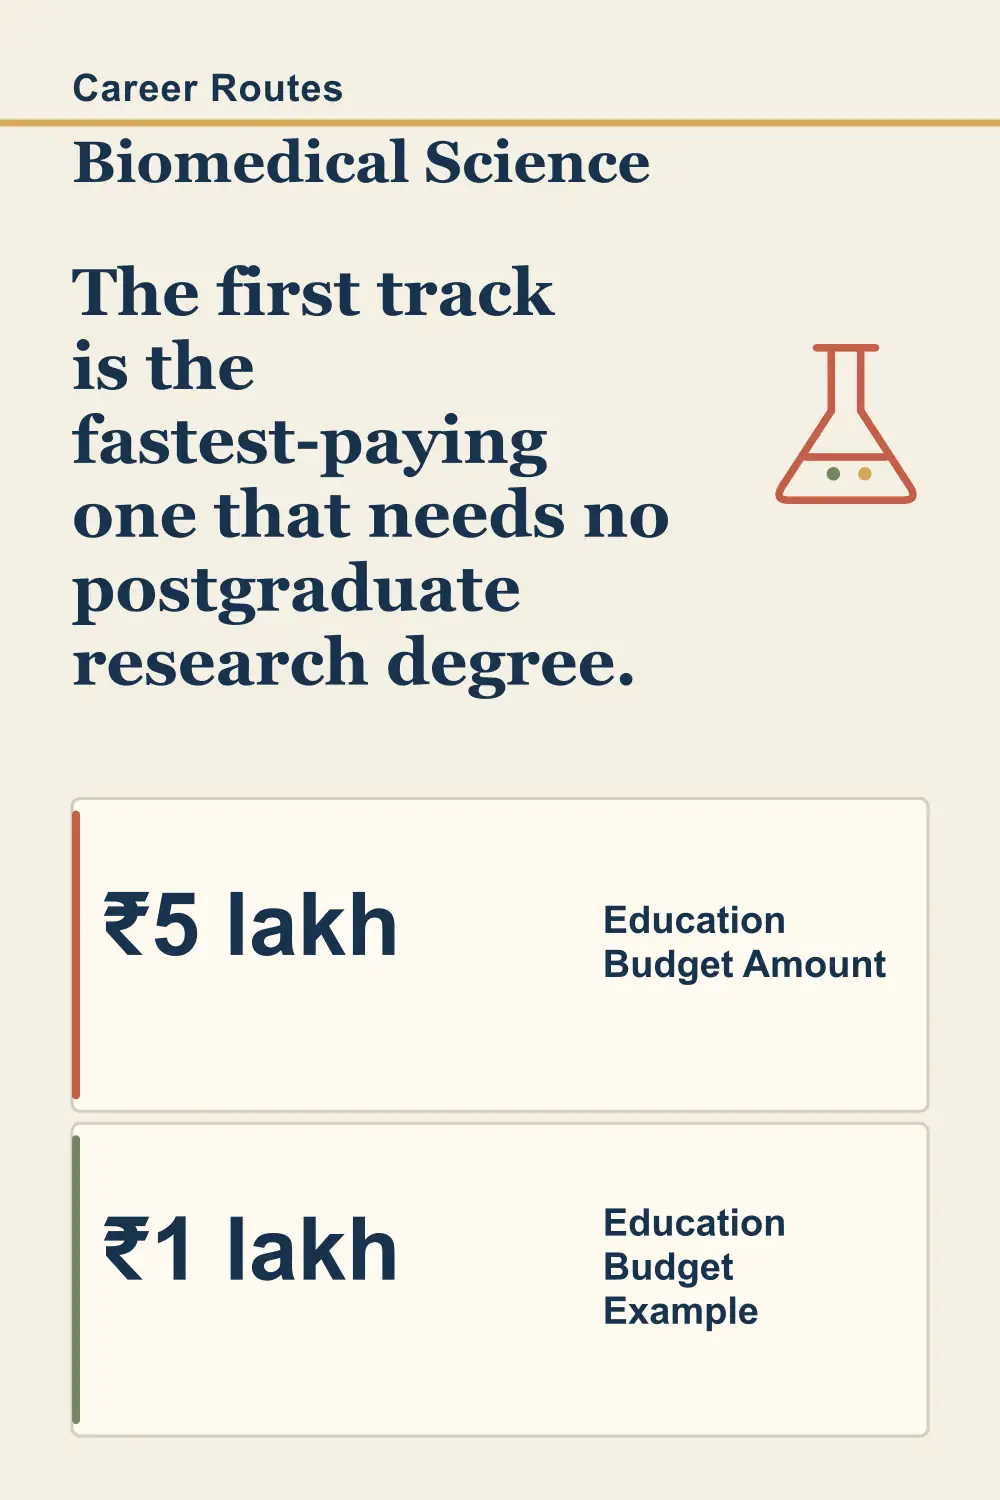 Career Routes
Biomedical Science
The first track
is the
fastest-paying
one that needs no
postgraduate
research degree.
₹5 lakh
Education
Budget Amount
₹1 lakh
Education
Budget
Example